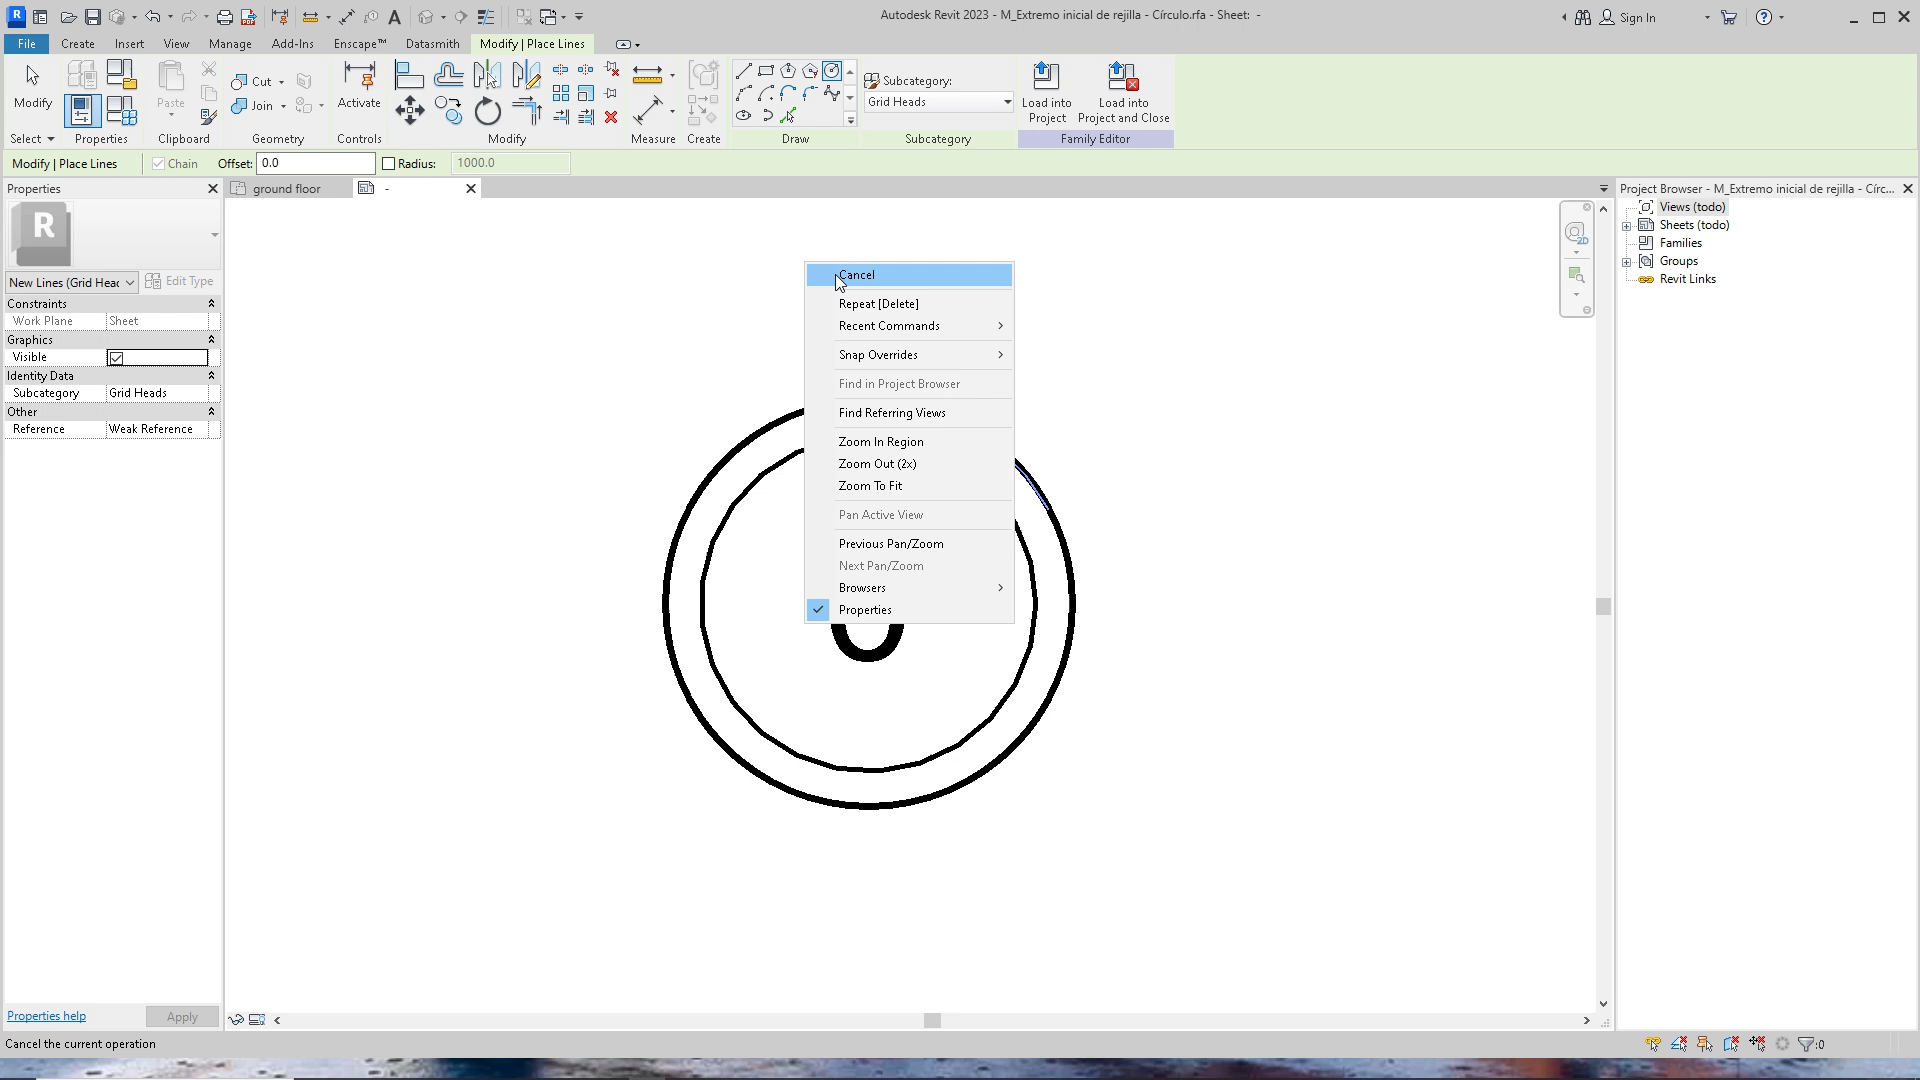 Autodesk Revit 2023 - M_Extremo inicial de rejilla - Círculo.rfa - Sheet: -
Sign In
File Create Insert View Manage Add-Ins Enscape™ Datasmith Modify | Place Lines
Modify
Paste
Cut
Join
Activate
Subcategory:
Grid Heads
Load into
Project
Load into
Project and Close
Select Properties Clipboard Geometry Controls Modify Measure Create Draw Subcategory Family Editor
Modify | Place Lines Chain Offset: 0.0 Radius: 1000.0
Properties
ground floor
-
Project Browser - M_Extremo inicial de rejilla - Círc...
R
New Lines (Grid Heac
Edit Type
Constraints
Work Plane Sheet
Graphics
Visible
Identity Data
Subcategory Grid Heads
Other
Reference Weak Reference
Cancel
Repeat [Delete]
Recent Commands
Snap Overrides
Find in Project Browser
Find Referring Views
Zoom In Region
Zoom Out (2x)
Zoom To Fit
Pan Active View
Previous Pan/Zoom
Next Pan/Zoom
Browsers
Properties
2D
Views (todo)
Sheets (todo)
Families
Groups
Revit Links
Properties help
Apply
Cancel the current operation
:0